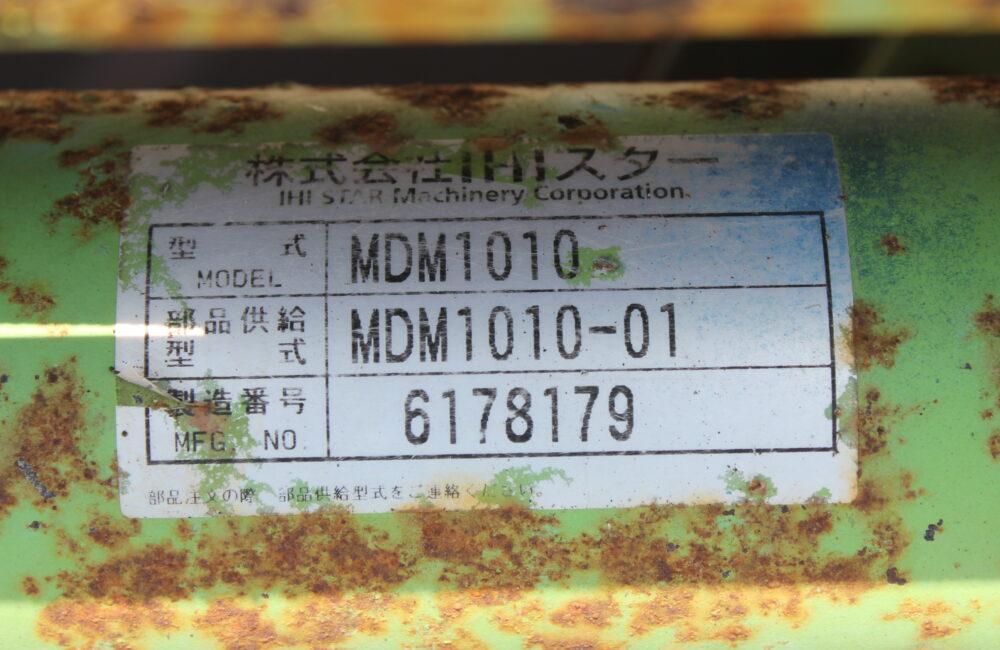 株式会社IHIスター
IHI STAR Machinery Corporation.
型式 MDM1010
MODEL
部品供給 MDM1010-01
型式
製造番号 6178179
MFG. NO.
部品注文の際 部品供給型式をご連絡ください。